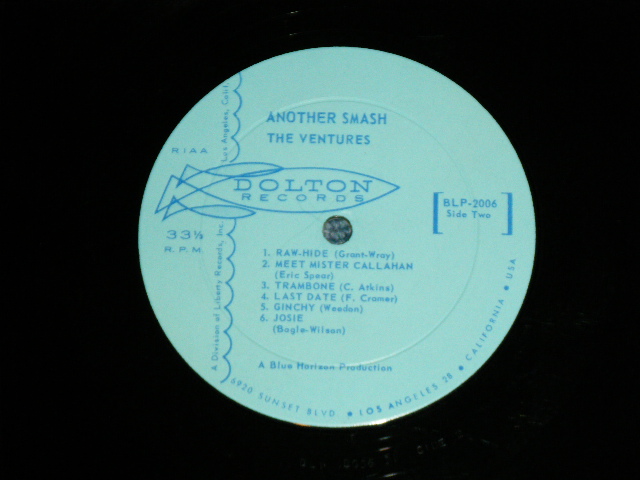 ANOTHER SMASH
THE VENTURES
RIAA
DOLTON
RECORDS
BLP-2006
Side Two
33⅓
R.P.M.
1. RAW-HIDE (Grant-Wray)
2. MEET MISTER CALLAHAN
(Eric Spear)
3. TRAMBONE (C. Atkins)
4. LAST DATE (F. Cramer)
5. GINCHY (Weedon)
6. JOSIE
(Bogle-Wilson)
A Blue Horizon Production
A Division of Liberty Records, Inc.
Los Angeles, Calif.
6920 SUNSET BLVD ★ LOS ANGELES 28 ★ CALIFORNIA ★ USA